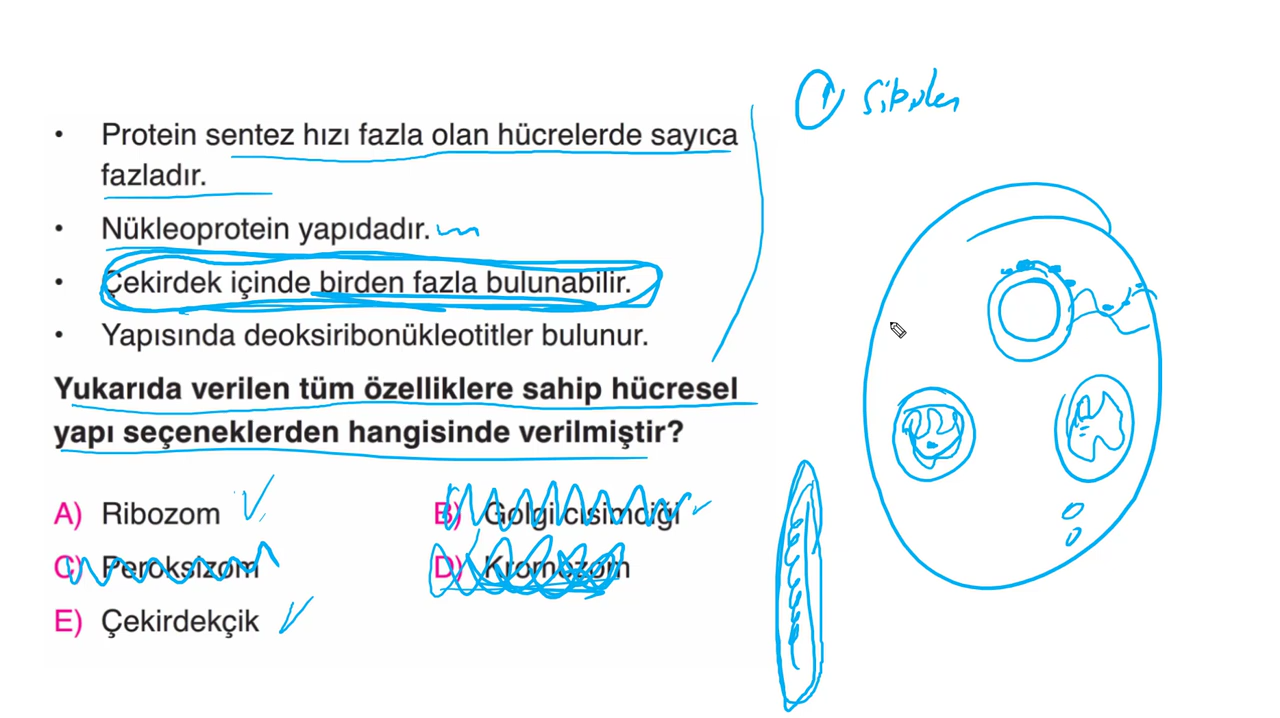 • Protein sentez hızı fazla olan hücrelerde sayıca
fazladır.
• Nükleoprotein yapıdadır.
• Çekirdek içinde birden fazla bulunabilir.
• Yapısında deoksiribonükleotitler bulunur.
Yukarıda verilen tüm özelliklere sahip hücresel
yapı seçeneklerden hangisinde verilmiştir?
A) Ribozom B) Golgi cisimciği
C) Peroksizom D) Kromozom
E) Çekirdekçik